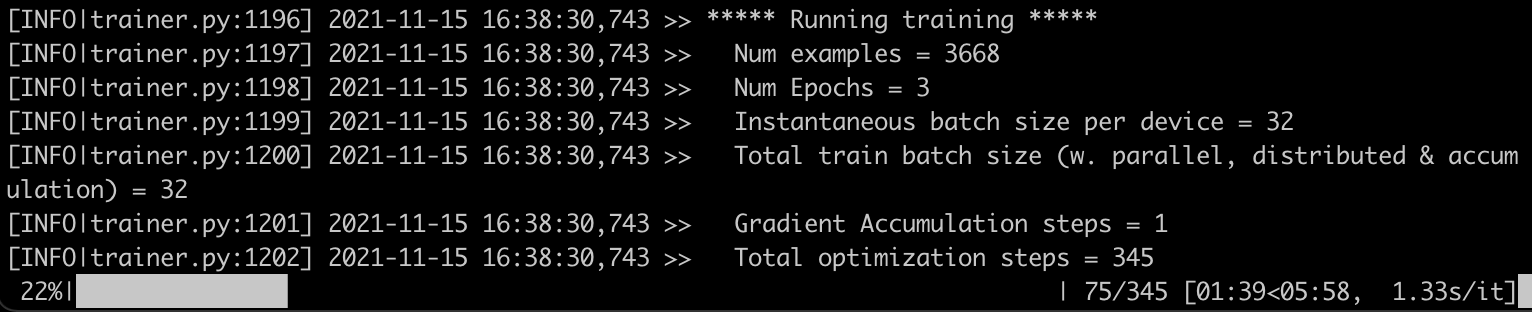 [INFO|trainer.py:1196] 2021-11-15 16:38:30,743 >> ***** Running training *****
[INFO|trainer.py:1197] 2021-11-15 16:38:30,743 >>   Num examples = 3668
[INFO|trainer.py:1198] 2021-11-15 16:38:30,743 >>   Num Epochs = 3
[INFO|trainer.py:1199] 2021-11-15 16:38:30,743 >>   Instantaneous batch size per device = 32
[INFO|trainer.py:1200] 2021-11-15 16:38:30,743 >>   Total train batch size (w. parallel, distributed & accum
ulation) = 32
[INFO|trainer.py:1201] 2021-11-15 16:38:30,743 >>   Gradient Accumulation steps = 1
[INFO|trainer.py:1202] 2021-11-15 16:38:30,743 >>   Total optimization steps = 345
22%| | 75/345 [01:39<05:58,  1.33s/it]